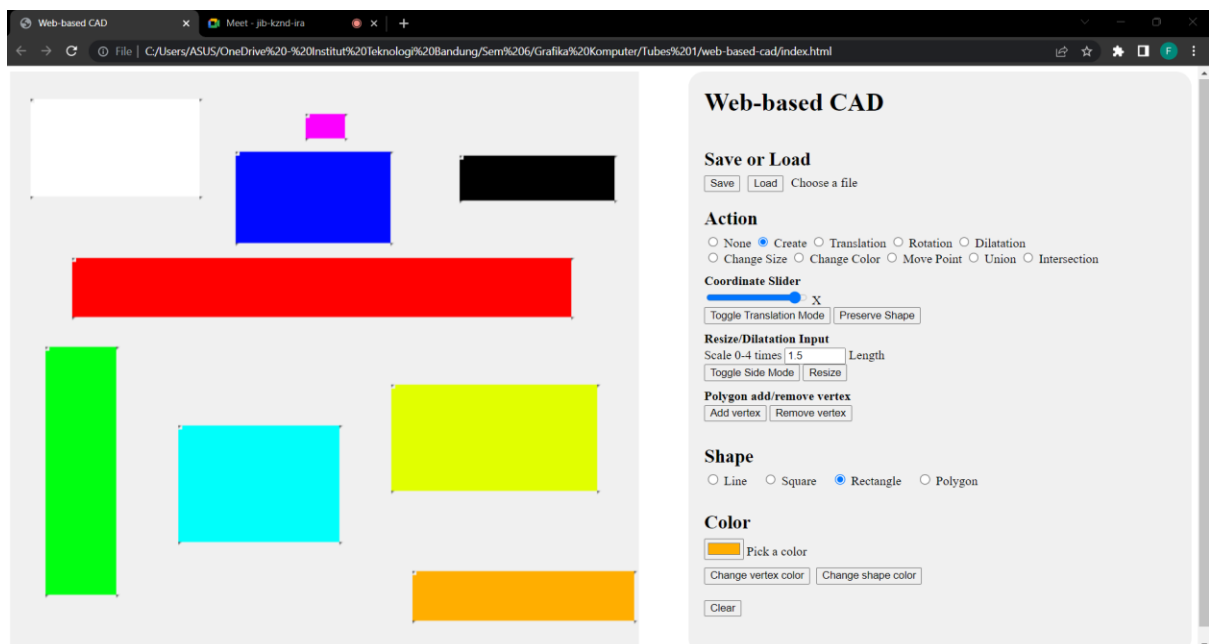 Web-based CAD
Meet - jib-kznd-ira
File | C:/Users/ASUS/OneDrive%20-%20Institut%20Teknologi%20Bandung/Sem%206/Grafika%20Komputer/Tubes%201/web-based-cad/index.html
F
Web-based CAD
Save or Load
Save Load Choose a file
Action
None Create Translation Rotation Dilatation
Change Size Change Color Move Point Union Intersection
Coordinate Slider
X
Toggle Translation Mode Preserve Shape
Resize/Dilatation Input
Scale 0-4 times 1.5 Length
Toggle Side Mode Resize
Polygon add/remove vertex
Add vertex Remove vertex
Shape
Line Square Rectangle Polygon
Color
Pick a color
Change vertex color Change shape color
Clear